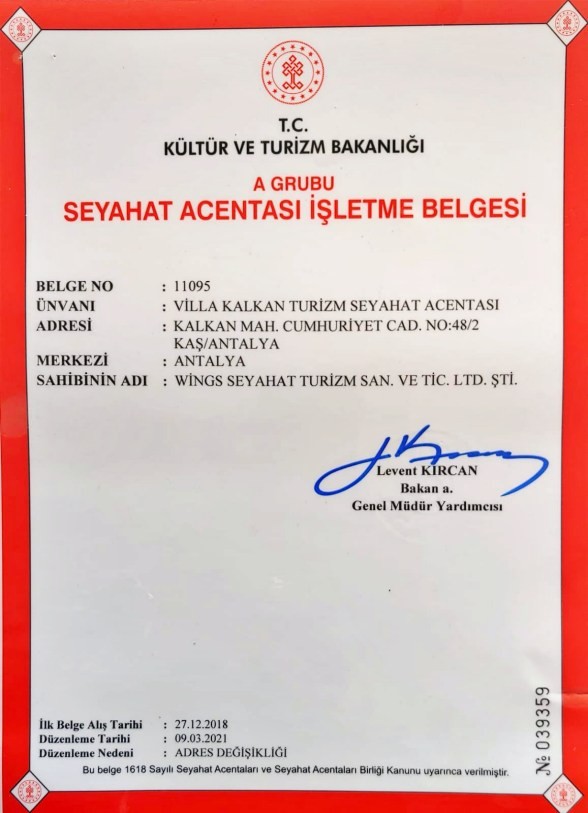 T.C.
KÜLTÜR VE TURİZM BAKANLIĞI
A GRUBU
SEYAHAT ACENTASI İŞLETME BELGESİ
BELGE NO : 11095
ÜNVANI : VİLLA KALKAN TURİZM SEYAHAT ACENTASI
ADRESİ : KALKAN MAH. CUMHURİYET CAD. NO:48/2
KAŞ/ANTALYA
MERKEZİ : ANTALYA
SAHİBİNİN ADI : WİNGS SEYAHAT TURİZM SAN. VE TİC. LTD. ŞTİ.
Levent KIRCAN
Bakan a.
Genel Müdür Yardımcısı
İlk Belge Alış Tarihi : 27.12.2018
Düzenleme Tarihi : 09.03.2021
Düzenleme Nedeni : ADRES DEĞİŞİKLİĞİ
Bu belge 1618 Sayılı Seyahat Acentaları ve Seyahat Acentaları Birliği Kanunu uyarınca verilmiştir.
№ 039359